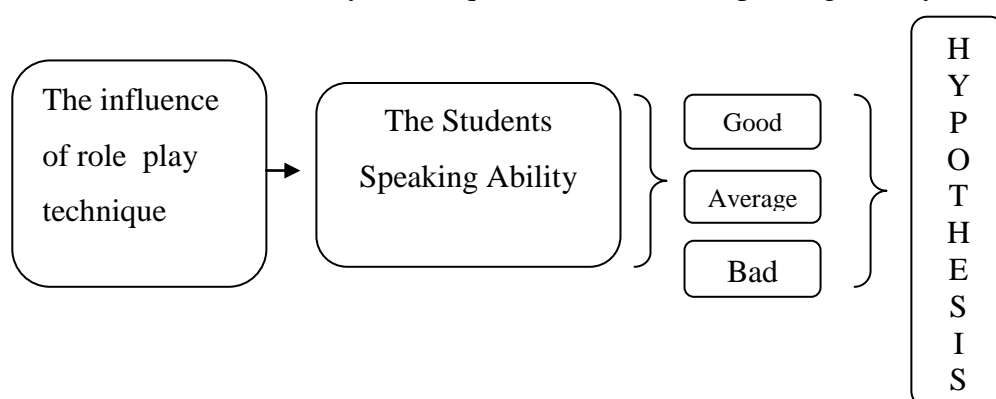 The influence
of role play
technique
The Students
Speaking Ability
Good
Average
Bad
H
Y
P
O
T
H
E
S
I
S